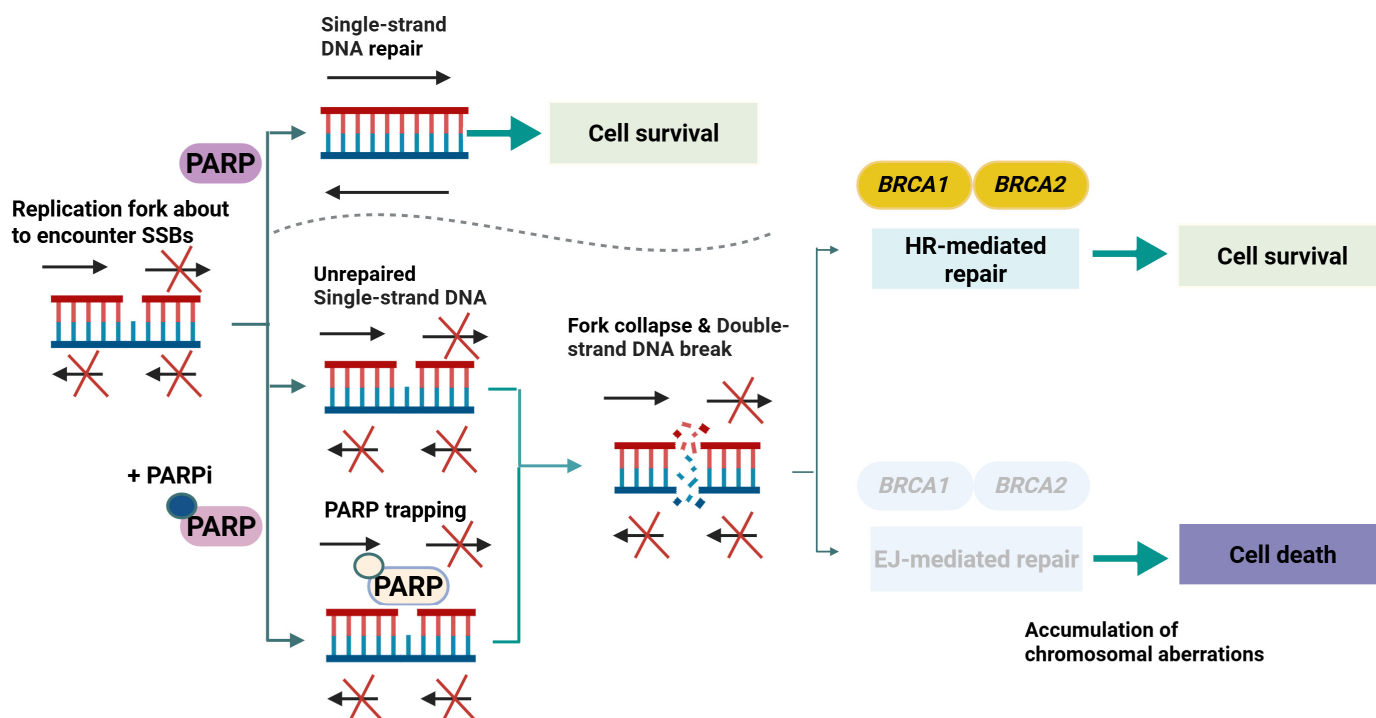 Single-strand
DNA repair
Cell survival
PARP
Replication fork about
to encounter SSBs
Unrepaired
Single-strand DNA
+ PARPi
PARP
PARP trapping
PARP
Fork collapse & Double-
strand DNA break
BRCA1 BRCA2
HR-mediated
repair
Cell survival
BRCA1 BRCA2
EJ-mediated repair
Cell death
Accumulation of
chromosomal aberrations